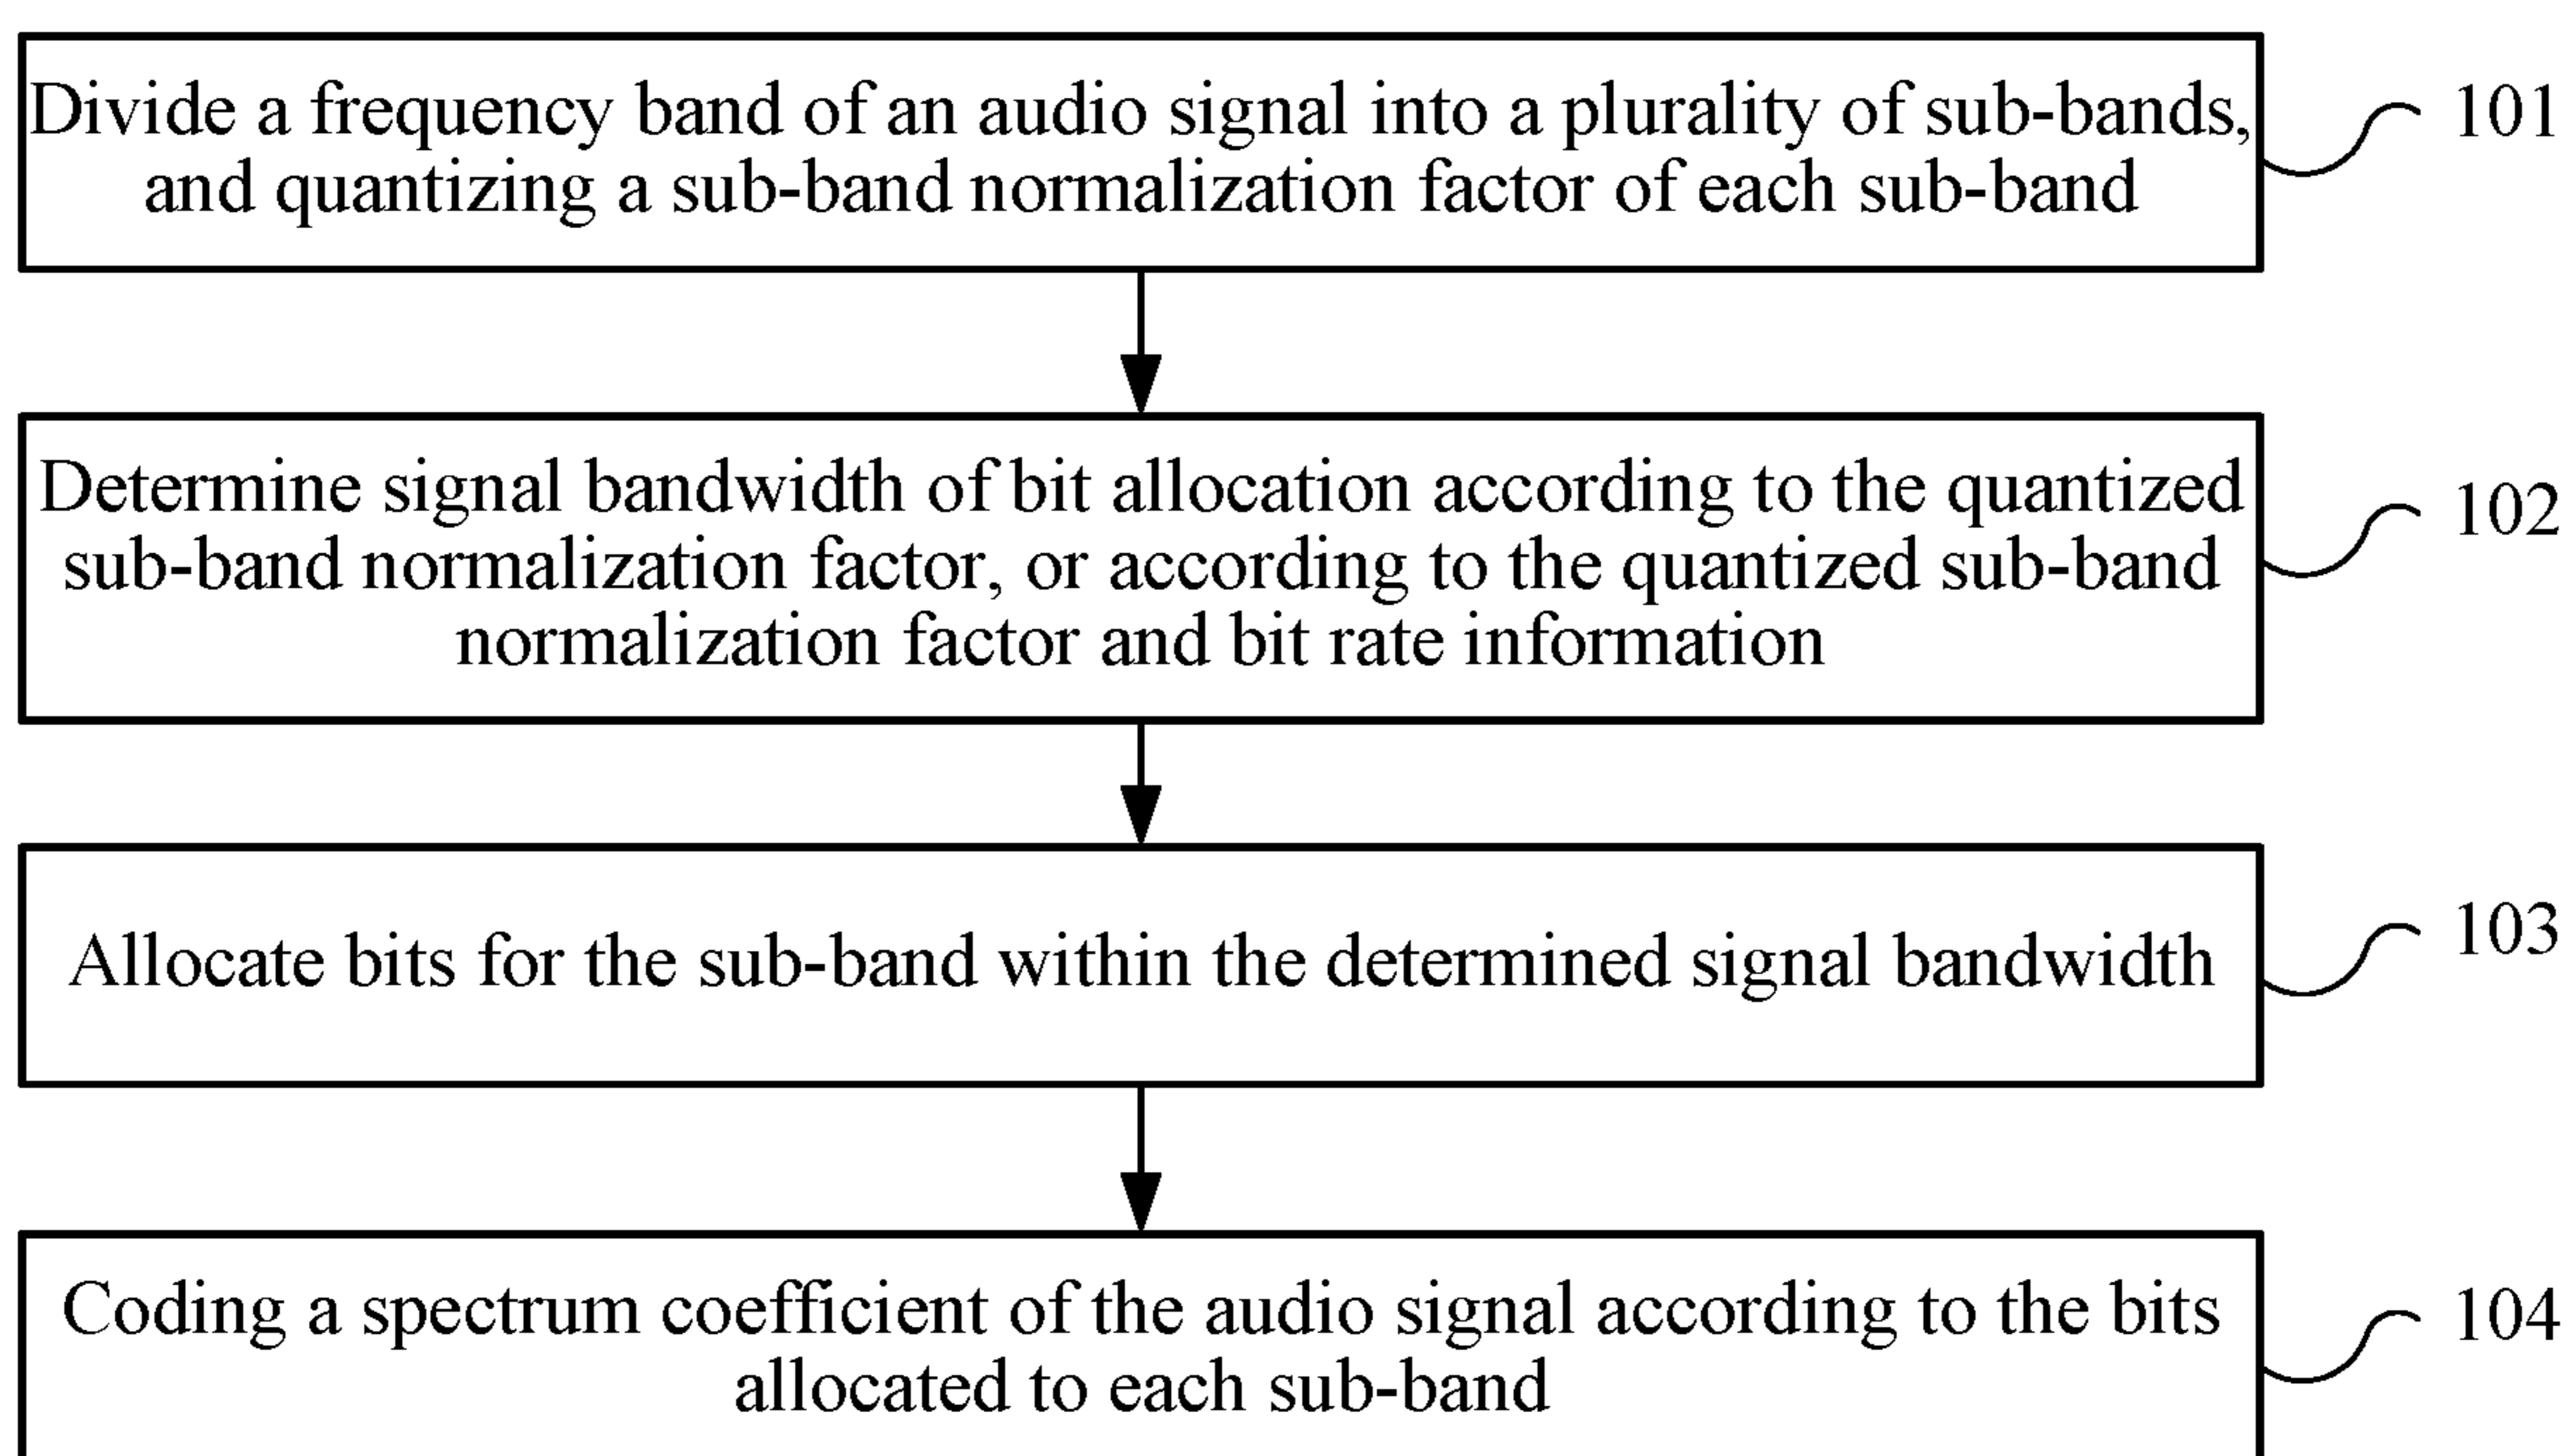 Divide a frequency band of an audio signal into a plurality of sub-bands,
and quantizing a sub-band normalization factor of each sub-band
101
Determine signal bandwidth of bit allocation according to the quantized
sub-band normalization factor, or according to the quantized sub-band
normalization factor and bit rate information
102
Allocate bits for the sub-band within the determined signal bandwidth
103
Coding a spectrum coefficient of the audio signal according to the bits
allocated to each sub-band
104